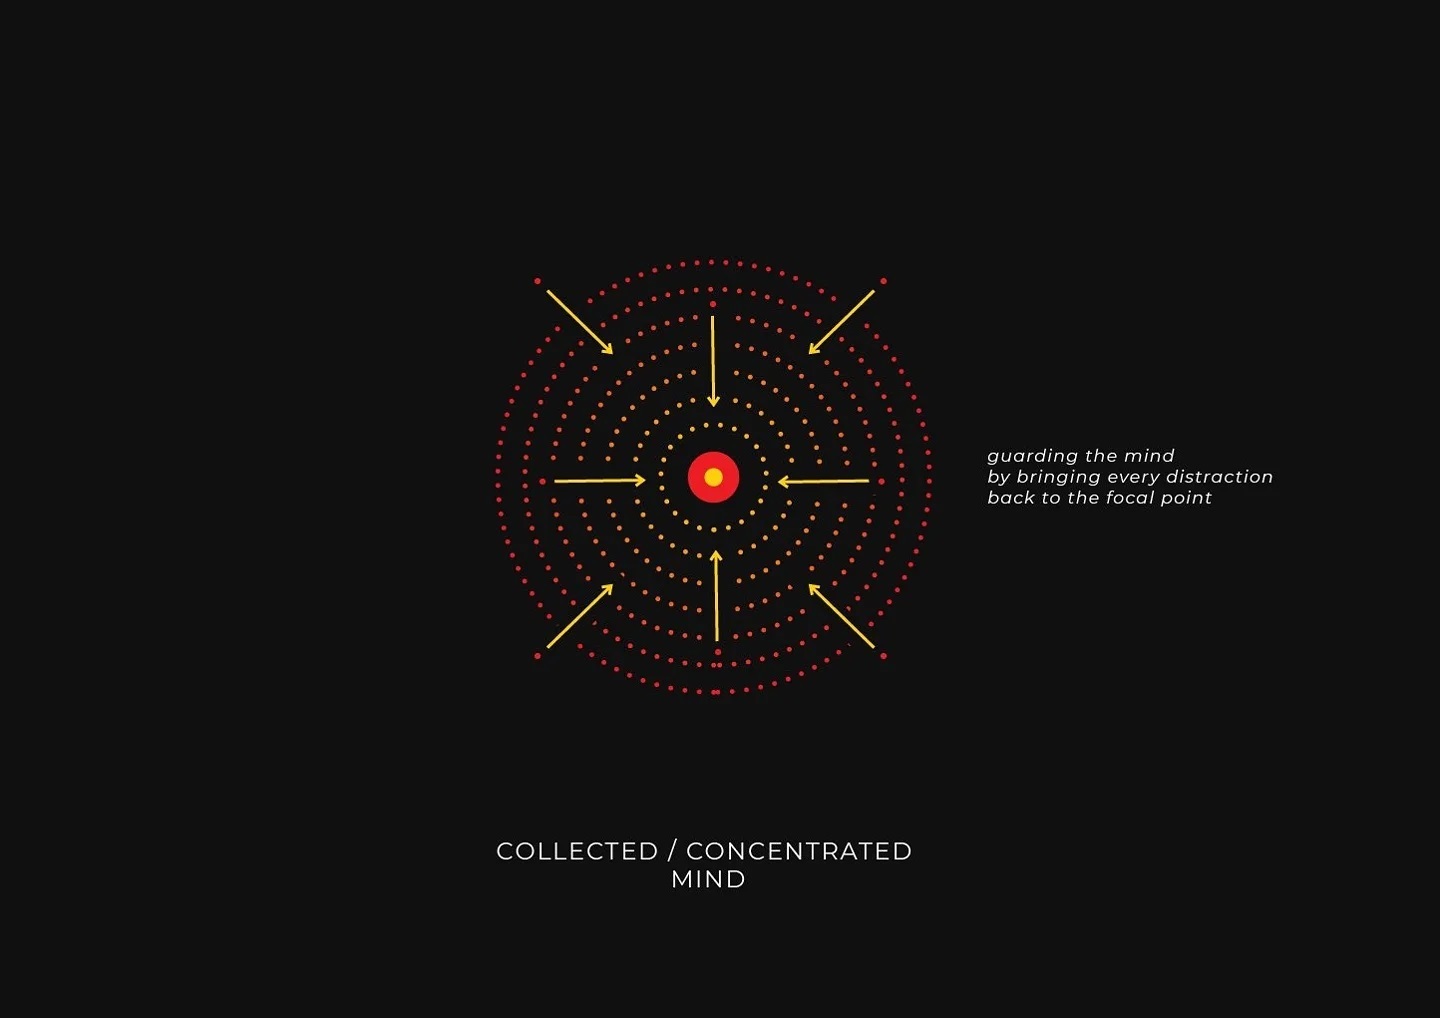 guarding the mind
by bringing every distraction
back to the focal point
COLLECTED / CONCENTRATED
MIND